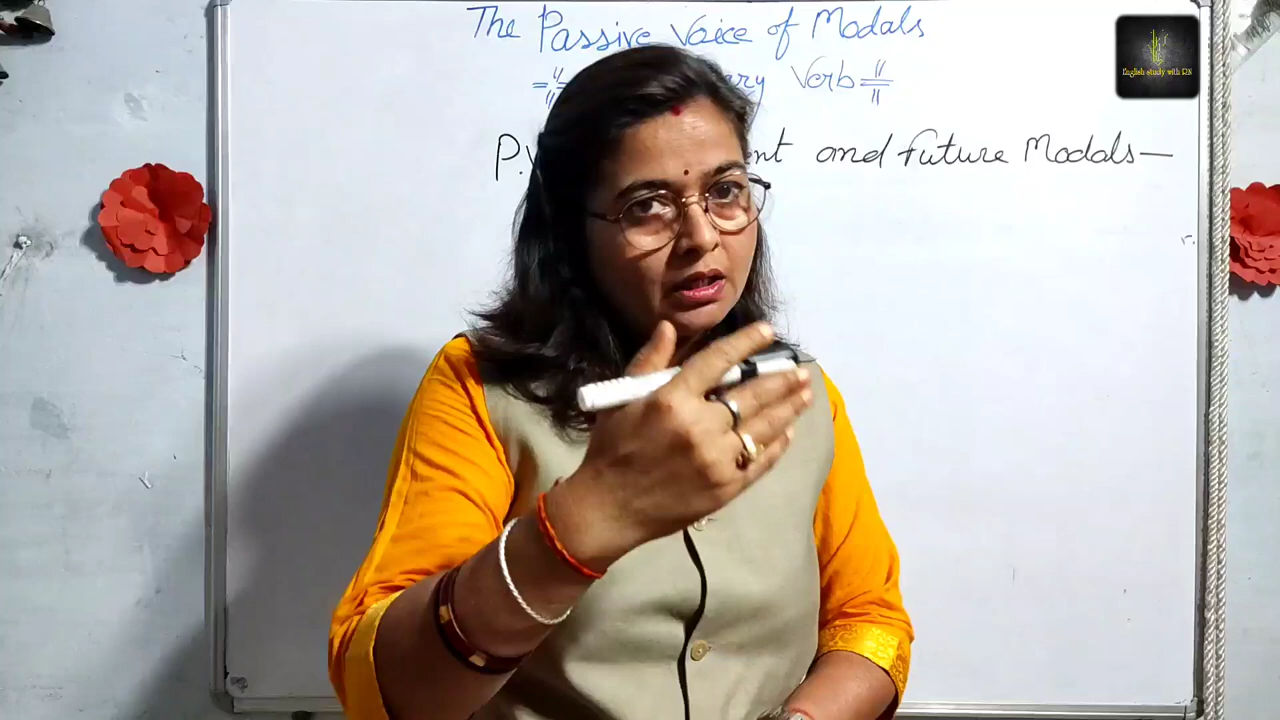 The Passive Voice of Modals
Verb
P.V and Future Modals—
English study with RN